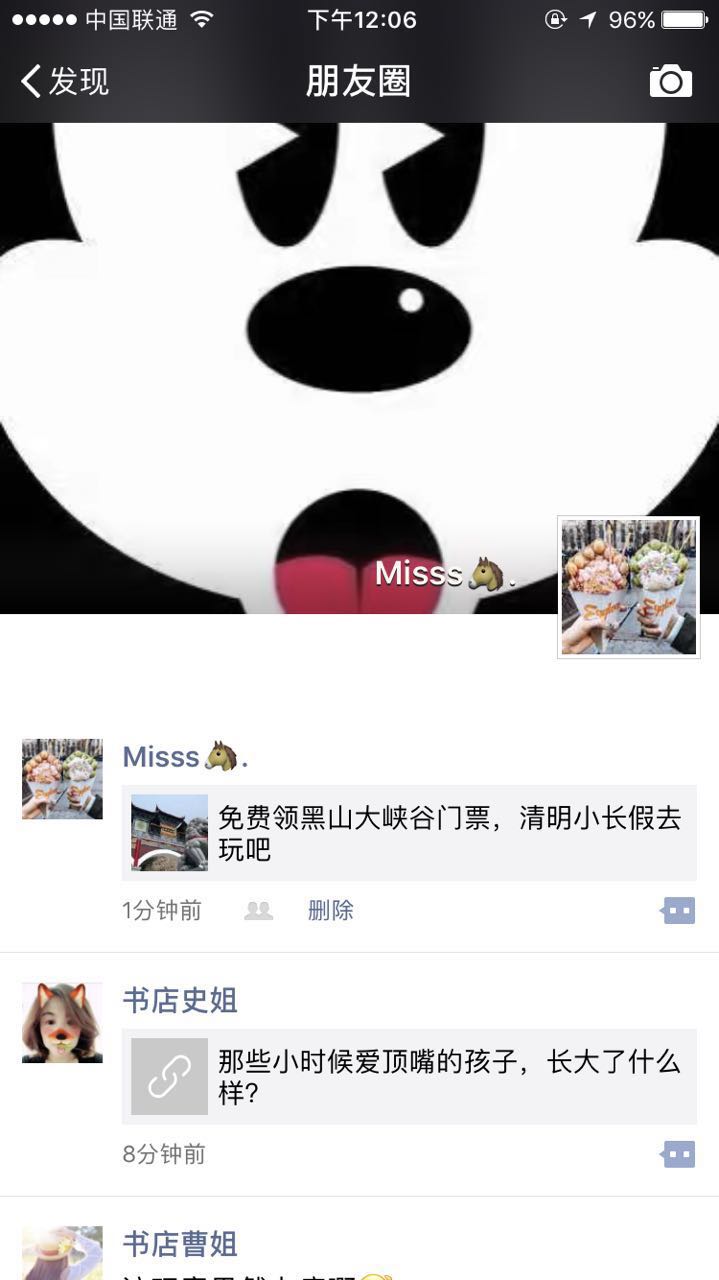 中国联通 下午12:06 96%
发现 朋友圈
Misss🐴.
Misss🐴.
免费领黑山大峡谷门票，清明小长假去
玩吧
1分钟前 删除
书店史姐
那些小时候爱顶嘴的孩子，长大了什么
样？
8分钟前
书店曹姐